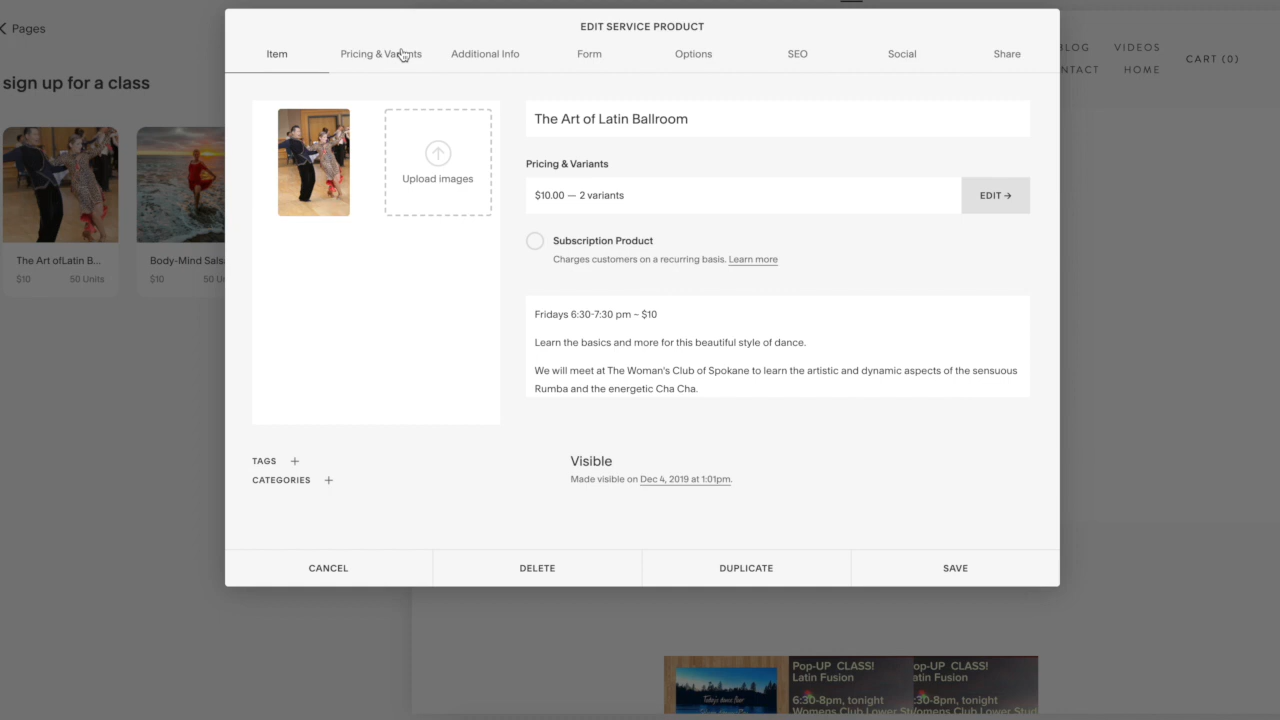 Pages
sign up for a class
The Art ofLatin B...
$10 50 Units
Body-Mind Sals
$10 50 Un
EDIT SERVICE PRODUCT
Item Pricing & Variants Additional Info Form Options SEO Social Share
The Art of Latin Ballroom
Upload images
Pricing & Variants
$10.00 — 2 variants
EDIT →
Subscription Product
Charges customers on a recurring basis. Learn more
Fridays 6:30-7:30 pm ~ $10
Learn the basics and more for this beautiful style of dance.
We will meet at The Woman's Club of Spokane to learn the artistic and dynamic aspects of the sensuous
Rumba and the energetic Cha Cha.
TAGS +
CATEGORIES +
Visible
Made visible on Dec 4, 2019 at 1:01pm.
CANCEL DELETE DUPLICATE SAVE
BLOG VIDEOS
NTACT HOME
CART (0)
Pop-UP CLASS! op-UP CLASS!
Latin Fusion atin Fusion
6:30-8pm, tonight :30-8pm, tonight
Womens Club Lower St Womens Club Lower Stud